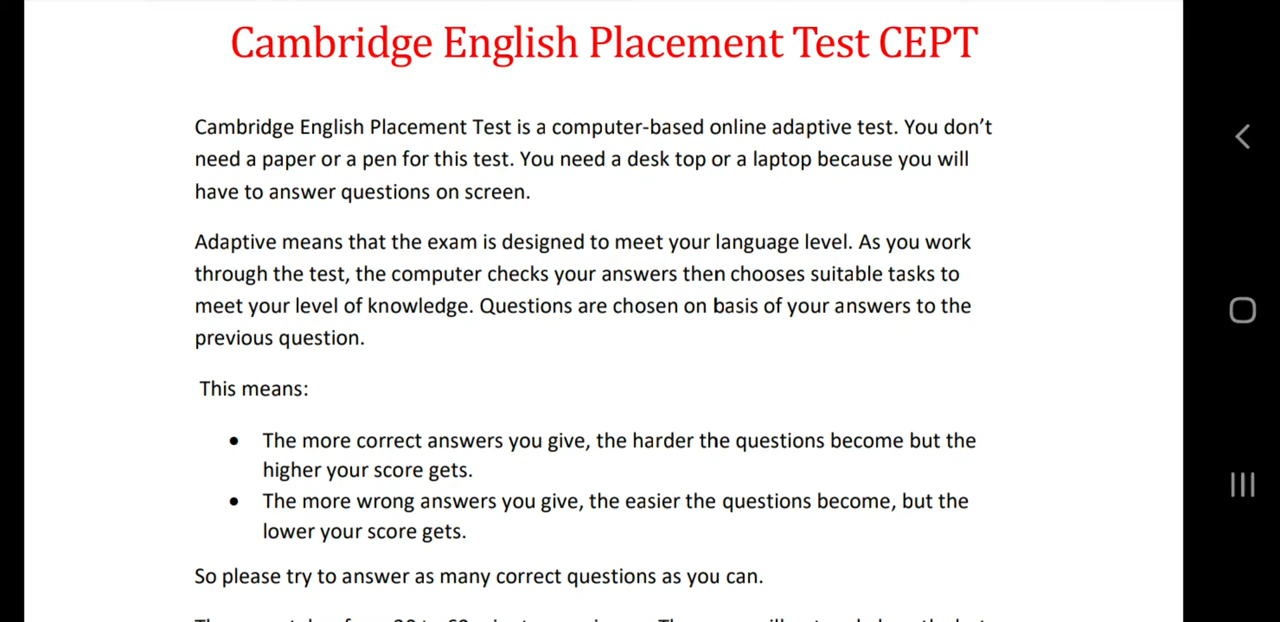 Cambridge English Placement Test CEPT
Cambridge English Placement Test is a computer-based online adaptive test. You don’t
need a paper or a pen for this test. You need a desk top or a laptop because you will
have to answer questions on screen.
Adaptive means that the exam is designed to meet your language level. As you work
through the test, the computer checks your answers then chooses suitable tasks to
meet your level of knowledge. Questions are chosen on basis of your answers to the
previous question.
This means:
• The more correct answers you give, the harder the questions become but the
higher your score gets.
• The more wrong answers you give, the easier the questions become, but the
lower your score gets.
So please try to answer as many correct questions as you can.